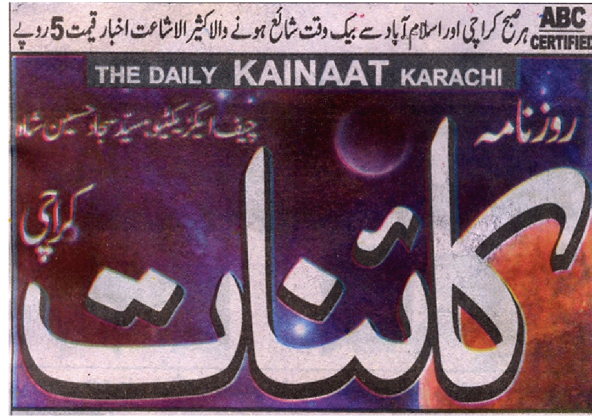 ہر صبح کراچی اور اسلام آباد سے بیک وقت شائع ہونے والا کثیر الاشاعت اخبار قیمت 5 روپے
ABC
CERTIFIED
THE DAILY KAINAAT KARACHI
روزنامہ
چیف ایگزیکٹیو: سید سجاد حسین شاہ
کائنات
کراچی